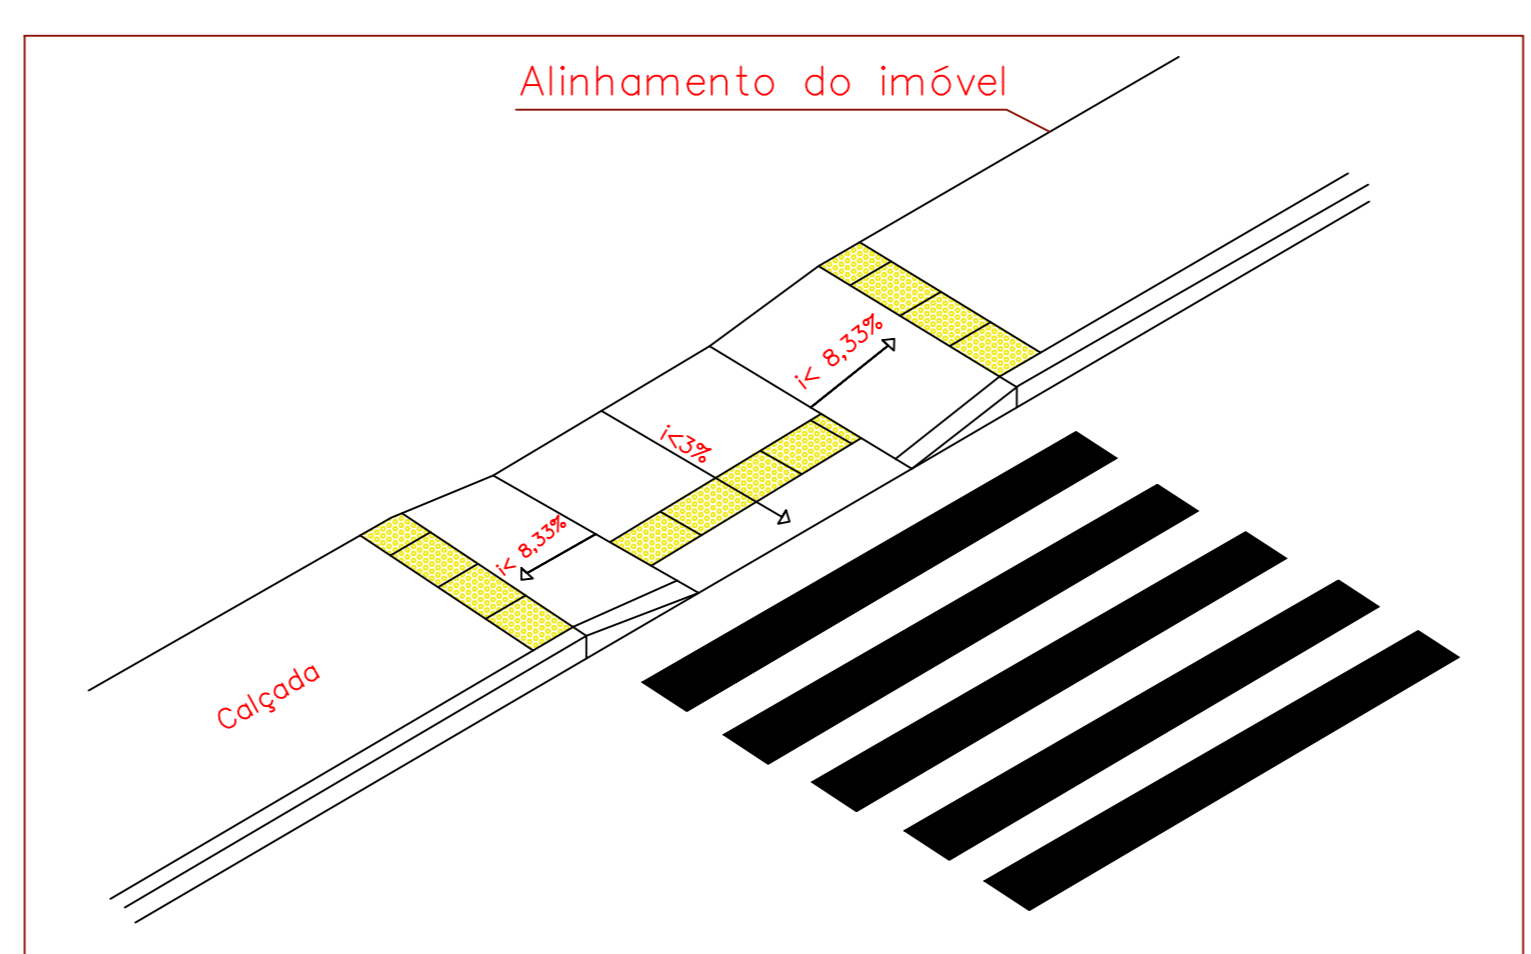 Alinhamento do imóvel
i< 8,33%
i<3%
i< 8,33%
Calçada